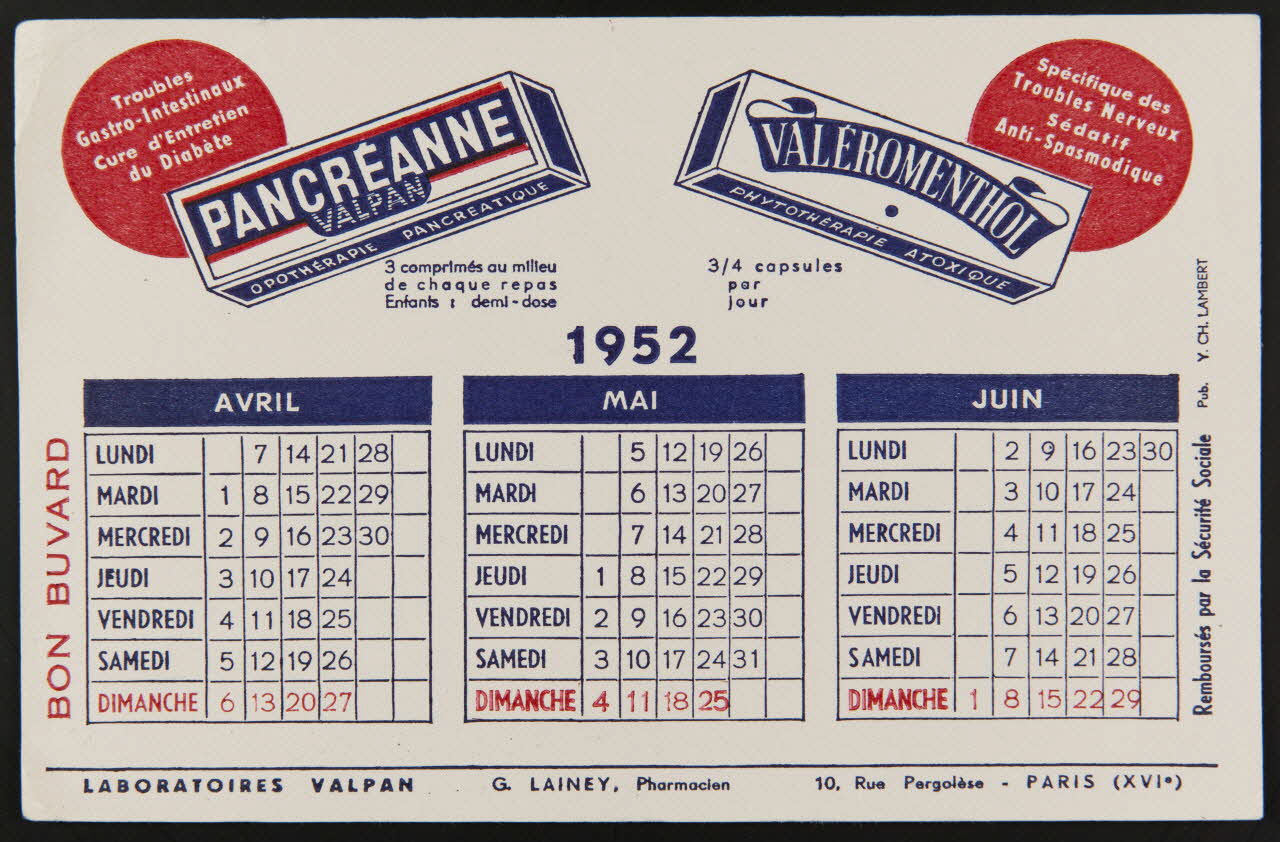 Troubles
Gastro-Intestinaux
Cure d'Entretien
du Diabète
PANCRÉANNE
VALPAN
OPOTHÉRAPIE PANCREATIQUE
3 comprimés au milieu
de chaque repas
Enfants : demi-dose
VALÉROMENTHOL
PHYTOTHÉRAPIE ATOXIQUE
3/4 capsules
par
jour
Spécifique des
Troubles Nerveux
Sédatif
Anti-Spasmodique
1952
AVRIL
LUNDI 7 14 21 28
MARDI 1 8 15 22 29
MERCREDI 2 9 16 23 30
JEUDI 3 10 17 24
VENDREDI 4 11 18 25
SAMEDI 5 12 19 26
DIMANCHE 6 13 20 27
MAI
LUNDI 5 12 19 26
MARDI 6 13 20 27
MERCREDI 7 14 21 28
JEUDI 1 8 15 22 29
VENDREDI 2 9 16 23 30
SAMEDI 3 10 17 24 31
DIMANCHE 4 11 18 25
JUIN
LUNDI 2 9 16 23 30
MARDI 3 10 17 24
MERCREDI 4 11 18 25
JEUDI 5 12 19 26
VENDREDI 6 13 20 27
SAMEDI 7 14 21 28
DIMANCHE 1 8 15 22 29
BON BUVARD
Remboursés par la Sécurité Sociale Pub. Y. CH. LAMBERT
LABORATOIRES VALPAN G. LAINEY, Pharmacien 10, Rue Pergolèse - PARIS (XVIe)